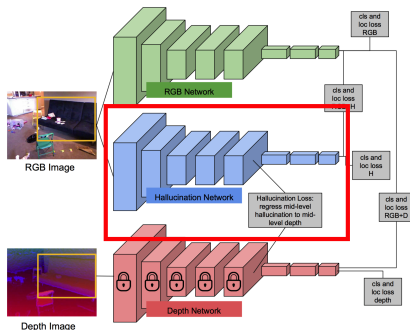 cls and
loc loss
RGB
RGB Network
cls and
loc loss
RGB+H
RGB Image
cls and
loc loss
H
Hallucination Network
Hallucination Loss:
regress mid-level
hallucination to mid-
level depth
cls and
loc loss
RGB+D
cls and
loc loss
depth
Depth Network
Depth Image